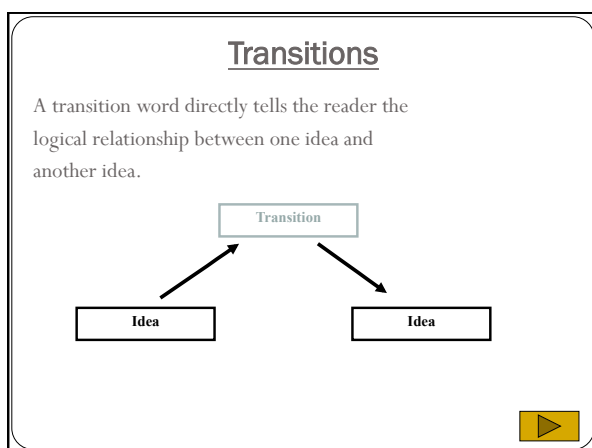 Transitions
A transition word directly tells the reader the
logical relationship between one idea and
another idea.
Transition
Idea
Idea